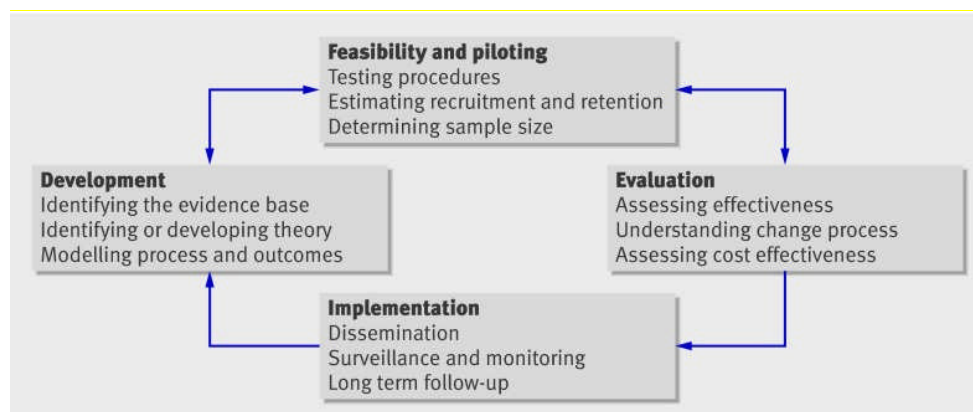 Feasibility and piloting
Testing procedures
Estimating recruitment and retention
Determining sample size
Development
Identifying the evidence base
Identifying or developing theory
Modelling process and outcomes
Evaluation
Assessing effectiveness
Understanding change process
Assessing cost effectiveness
Implementation
Dissemination
Surveillance and monitoring
Long term follow-up